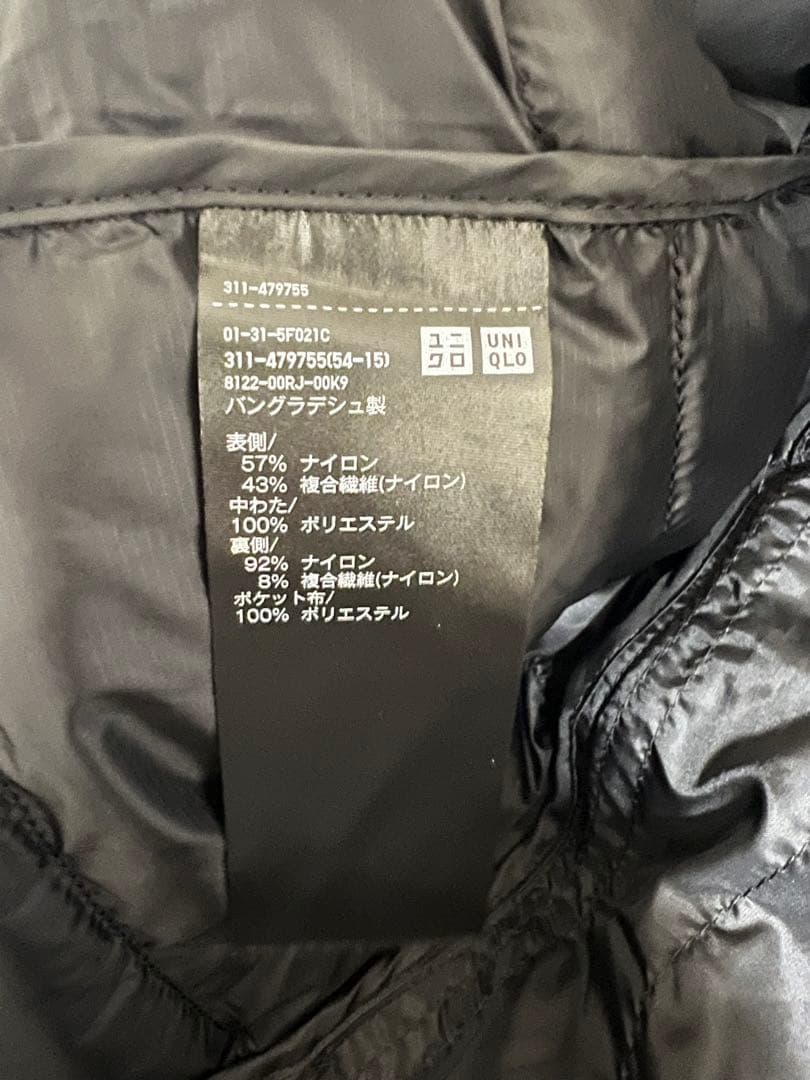 311-479755
01-31-5F021C
311-479755(54-15)
8122-00RJ-00K9
バングラデシュ製
ユニ
クロ
UNI
QLO
表側/
57% ナイロン
43% 複合繊維(ナイロン)
中わた/
100% ポリエステル
裏側/
92% ナイロン
8% 複合繊維(ナイロン)
ポケット布/
100% ポリエステル